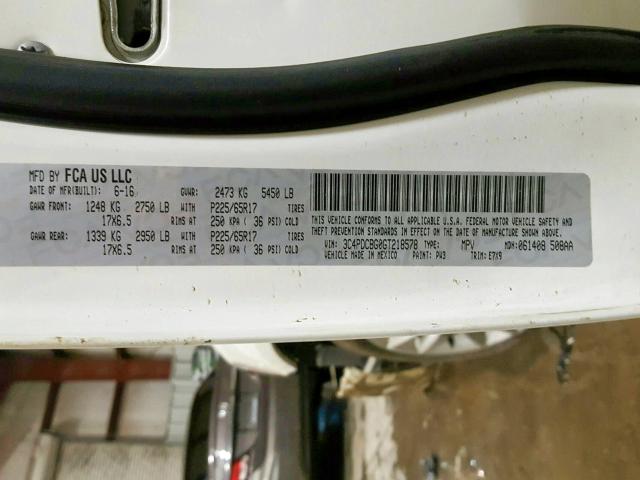 MFD BY FCA US LLC
DATE OF MFR(BUILT): 6-16 GVWR: 2473 KG 5450 LB
GAWR FRONT: 1248 KG 2750 LB WITH P225/65R17 TIRES
17X6.5 RIMS AT 250 KPA ( 36 PSI) COLD
GAWR REAR: 1339 KG 2950 LB WITH P225/65R17 TIRES
17X6.5 RIMS AT 250 KPA ( 36 PSI) COLD
THIS VEHICLE CONFORMS TO ALL APPLICABLE U.S.A. FEDERAL MOTOR VEHICLE SAFETY AND
THEFT PREVENTION STANDARDS IN EFFECT ON THE DATE OF MANUFACTURE SHOWN ABOVE.
VIN: 3C4PDCBG0GT218578 TYPE: MPV MDH: 061408 508AA
VEHICLE MADE IN MEXICO PAINT: PW3 TRIM: E7X9